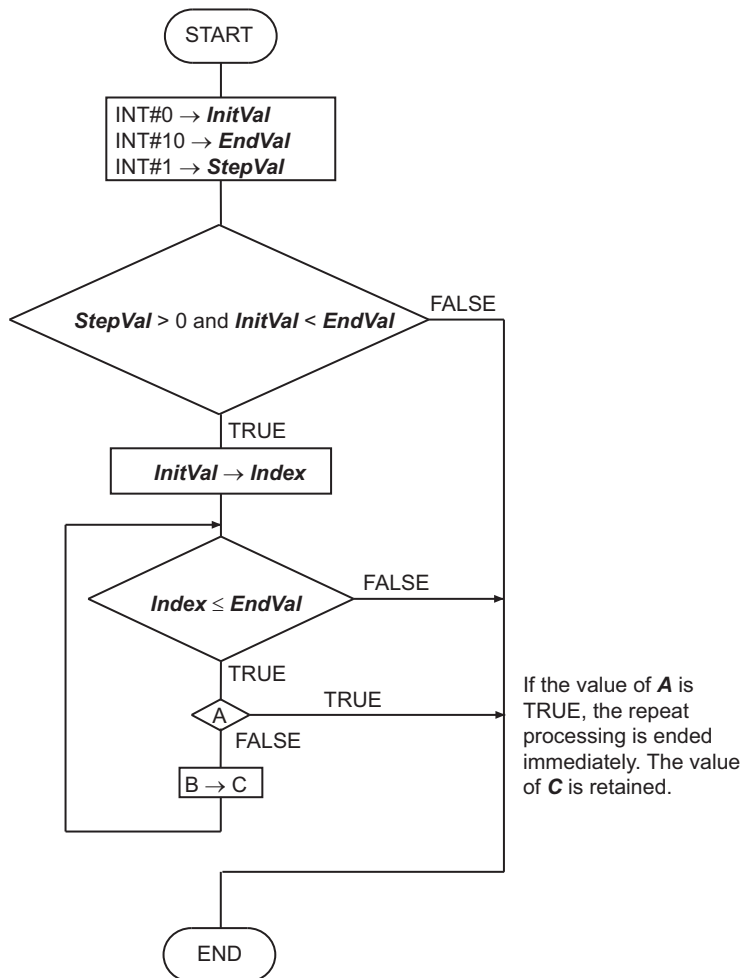 START
INT#0 → InitVal
INT#10 → EndVal
INT#1 → StepVal
StepVal > 0 and InitVal < EndVal
FALSE
TRUE
InitVal → Index
Index ≤ EndVal
FALSE
TRUE
A
TRUE
FALSE
B → C
If the value of A is
TRUE, the repeat
processing is ended
immediately. The value
of C is retained.
END